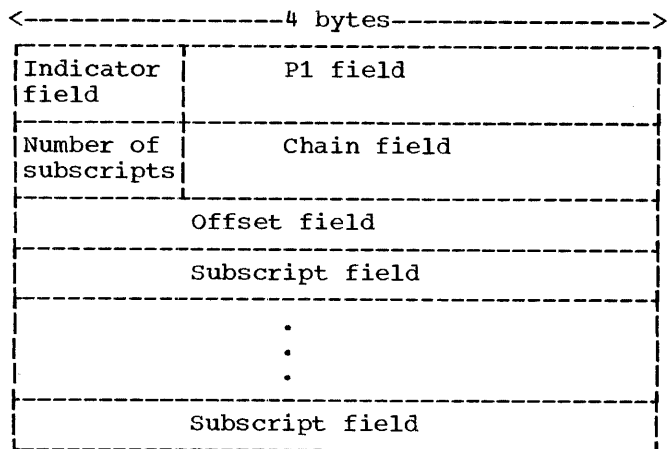 <----------------4 bytes---------------->
Indicator P1 field
field
Number of Chain field
subscripts
Offset field
Subscript field
.
.
.
Subscript field